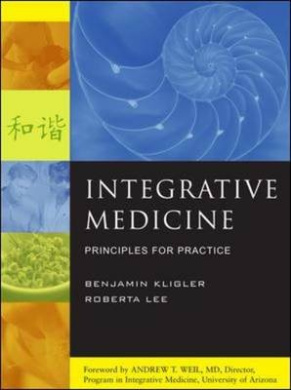 和谐
INTEGRATIVE
MEDICINE
PRINCIPLES FOR PRACTICE
BENJAMIN KLIGLER
ROBERTA LEE
Foreword by ANDREW T. WEIL, MD, Director,
Program in Integrative Medicine, University of Arizona